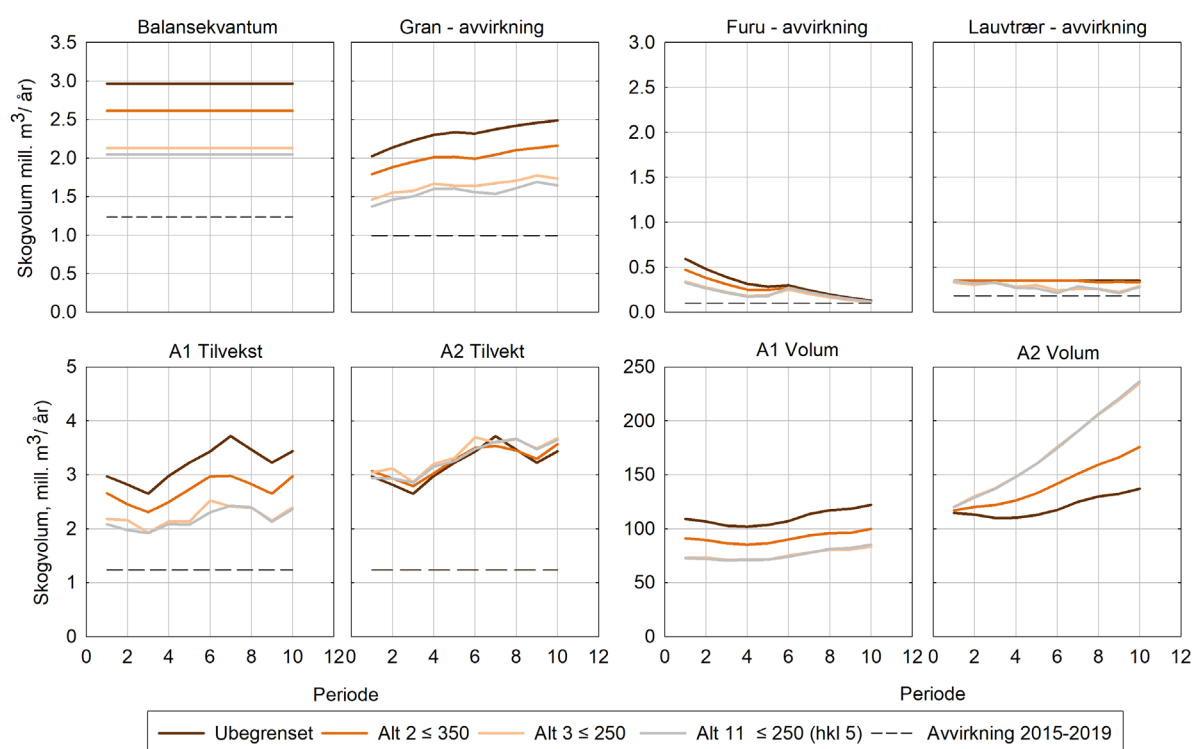 Balansekvantum
Gran - avvirkning
Furu - avvirkning
Lauvtrær - avvirkning
Skogvolum mill. m³/ år)
3.5
3.0
2.5
2.0
1.5
1.0
0.5
0.0
3.0
2.5
2.0
1.5
1.0
0.5
0.0
A1 Tilvekst
A2 Tilvekt
A1 Volum
A2 Volum
Skogvolum, mill. m³/ år)
5
4
3
2
1
0
250
200
150
100
50
0
0 2 4 6 8 10 12
0 2 4 6 8 10 12
0 2 4 6 8 10 12
0 2 4 6 8 10 12
Periode
Periode
Ubegrenset
Alt 2 ≤ 350
Alt 3 ≤ 250
Alt 11 ≤ 250 (hkl 5)
Avvirkning 2015-2019